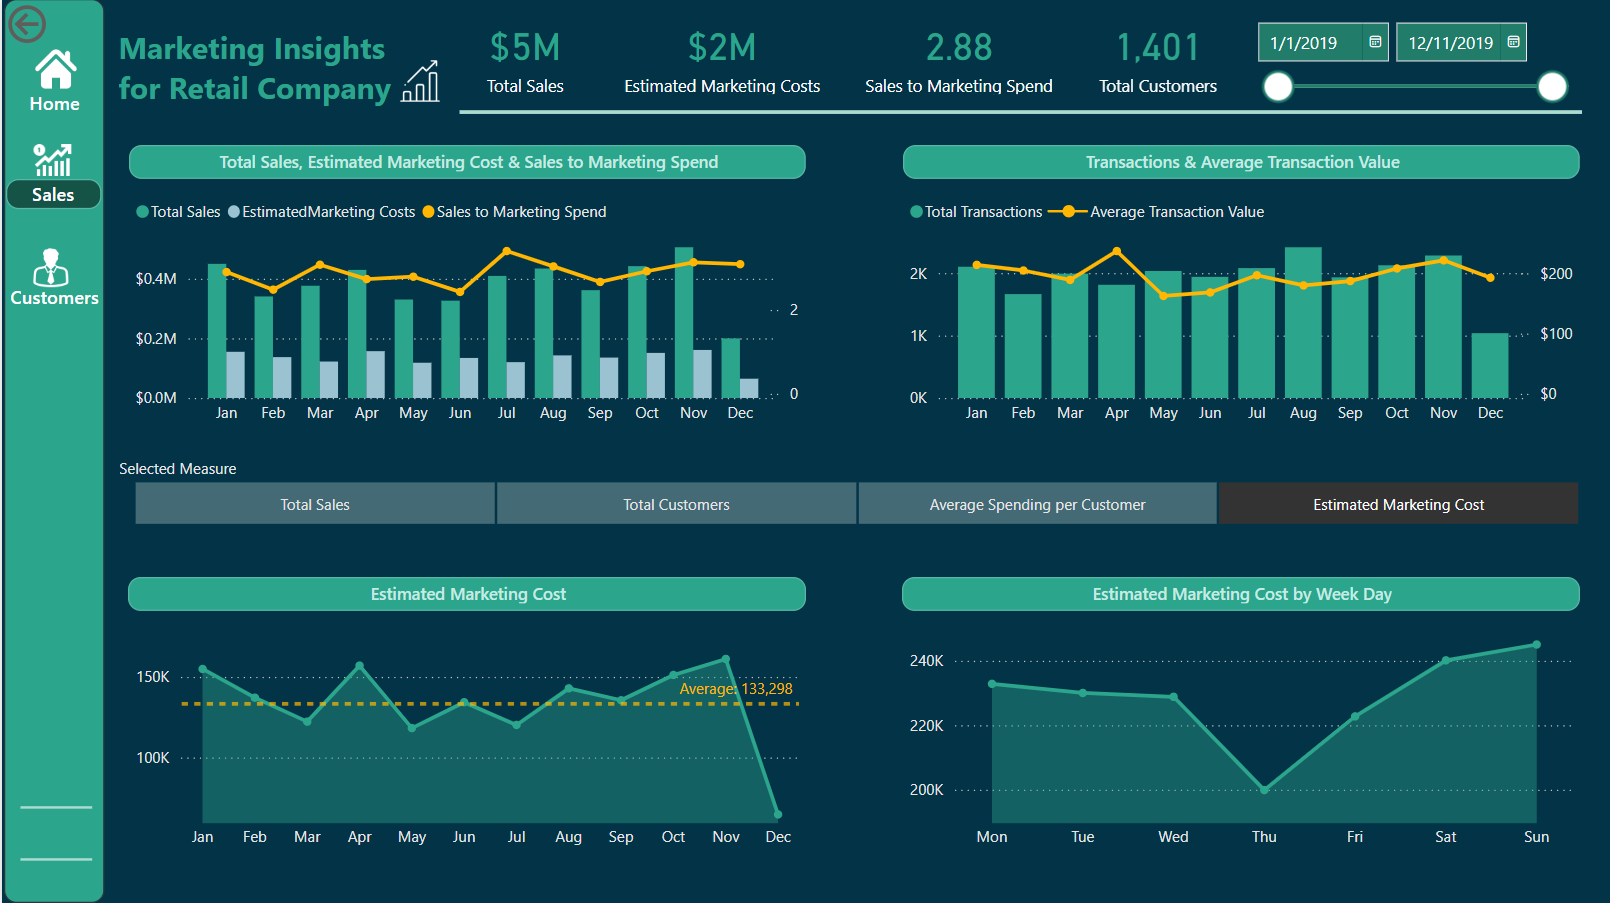 Home
Sales
Customers
Marketing Insights
for Retail Company
$5M
Total Sales
$2M
Estimated Marketing Costs
2.88
Sales to Marketing Spend
1,401
Total Customers
1/1/2019
12/11/2019
Total Sales, Estimated Marketing Cost & Sales to Marketing Spend
Total Sales EstimatedMarketing Costs Sales to Marketing Spend
$0.4M
$0.2M
$0.0M
2
0
Jan Feb Mar Apr May Jun Jul Aug Sep Oct Nov Dec
Transactions & Average Transaction Value
Total Transactions Average Transaction Value
2K
1K
0K
$200
$100
$0
Jan Feb Mar Apr May Jun Jul Aug Sep Oct Nov Dec
Selected Measure
Total Sales
Total Customers
Average Spending per Customer
Estimated Marketing Cost
Estimated Marketing Cost
150K
100K
Average: 133,298
Jan Feb Mar Apr May Jun Jul Aug Sep Oct Nov Dec
Estimated Marketing Cost by Week Day
240K
220K
200K
Mon Tue Wed Thu Fri Sat Sun